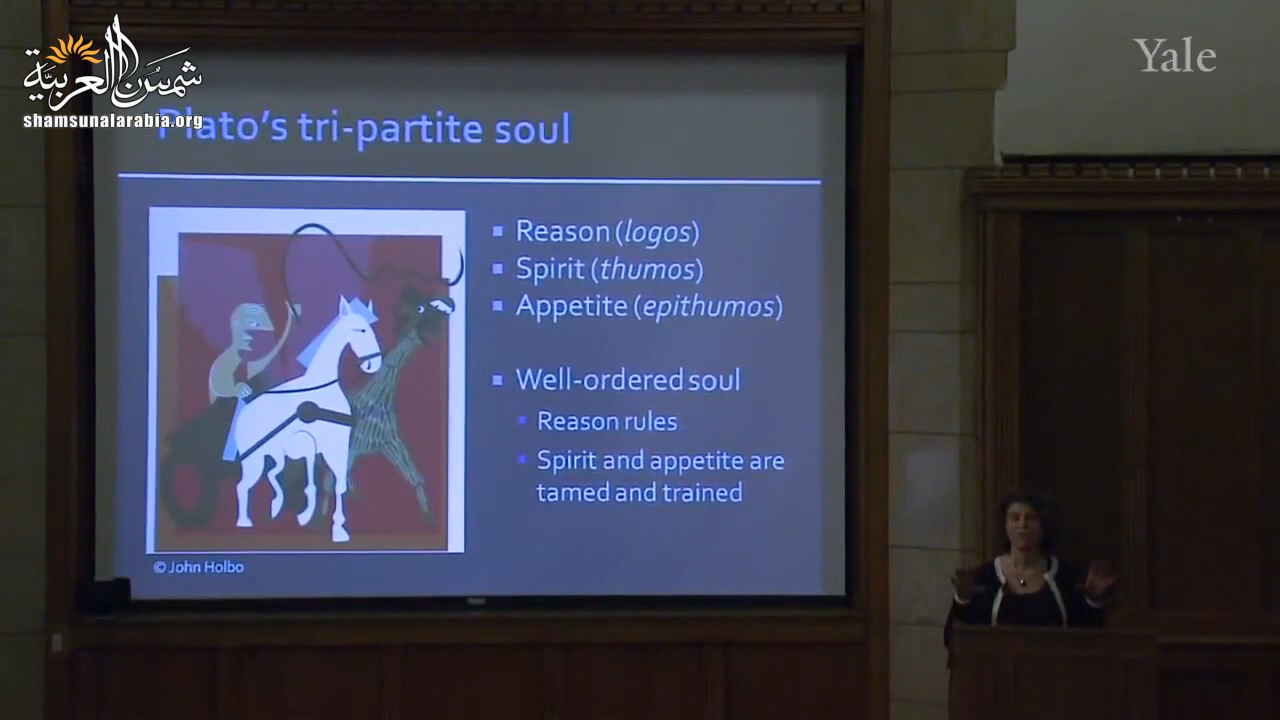 شمس العربية
shamsunalarabia.org
Yale
Plato's tri-partite soul
Reason (logos)
Spirit (thumos)
Appetite (epithumos)
Well-ordered soul
Reason rules
Spirit and appetite are
tamed and trained
© John Holbo